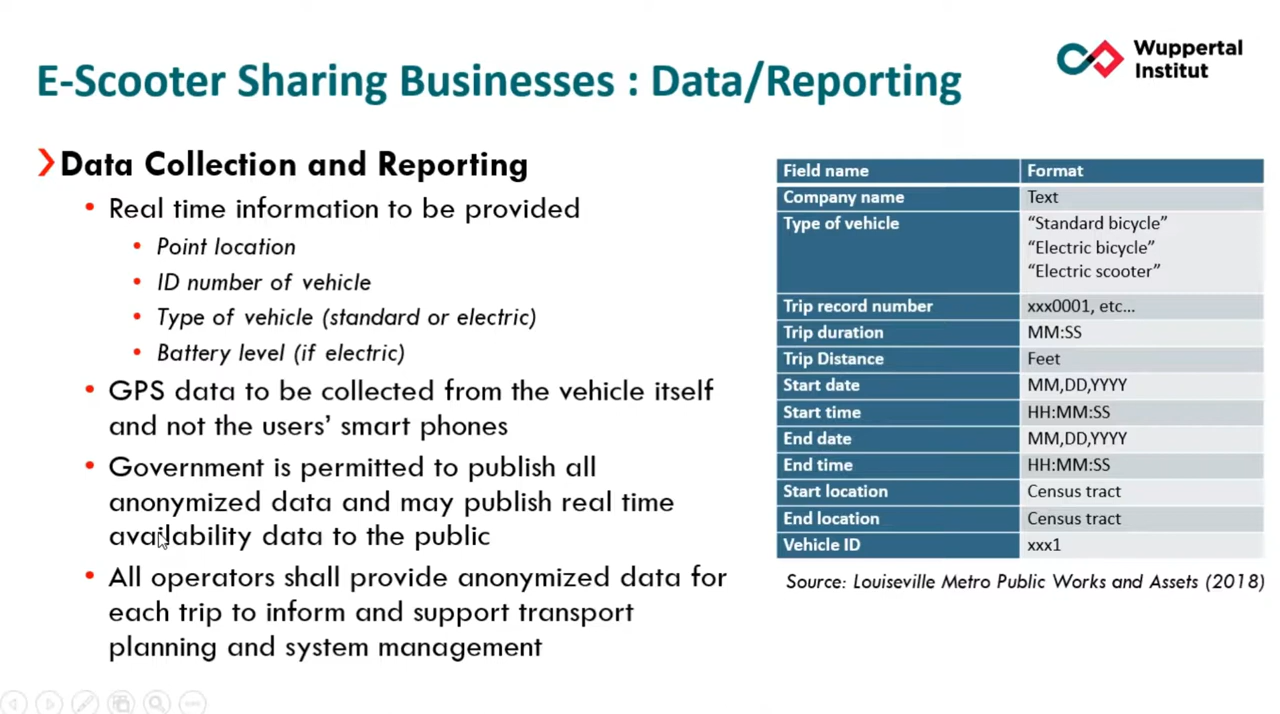 Wuppertal
Institut
E-Scooter Sharing Businesses : Data/Reporting
Data Collection and Reporting
• Real time information to be provided
• Point location
• ID number of vehicle
• Type of vehicle (standard or electric)
• Battery level (if electric)
• GPS data to be collected from the vehicle itself
and not the users’ smart phones
• Government is permitted to publish all
anonymized data and may publish real time
availability data to the public
• All operators shall provide anonymized data for
each trip to inform and support transport
planning and system management
Field name Format
Company name Text
Type of vehicle “Standard bicycle”
“Electric bicycle”
“Electric scooter”
Trip record number xxx0001, etc...
Trip duration MM:SS
Trip Distance Feet
Start date MM,DD,YYYY
Start time HH:MM:SS
End date MM,DD,YYYY
End time HH:MM:SS
Start location Census tract
End location Census tract
Vehicle ID xxx1
Source: Louiseville Metro Public Works and Assets (2018)